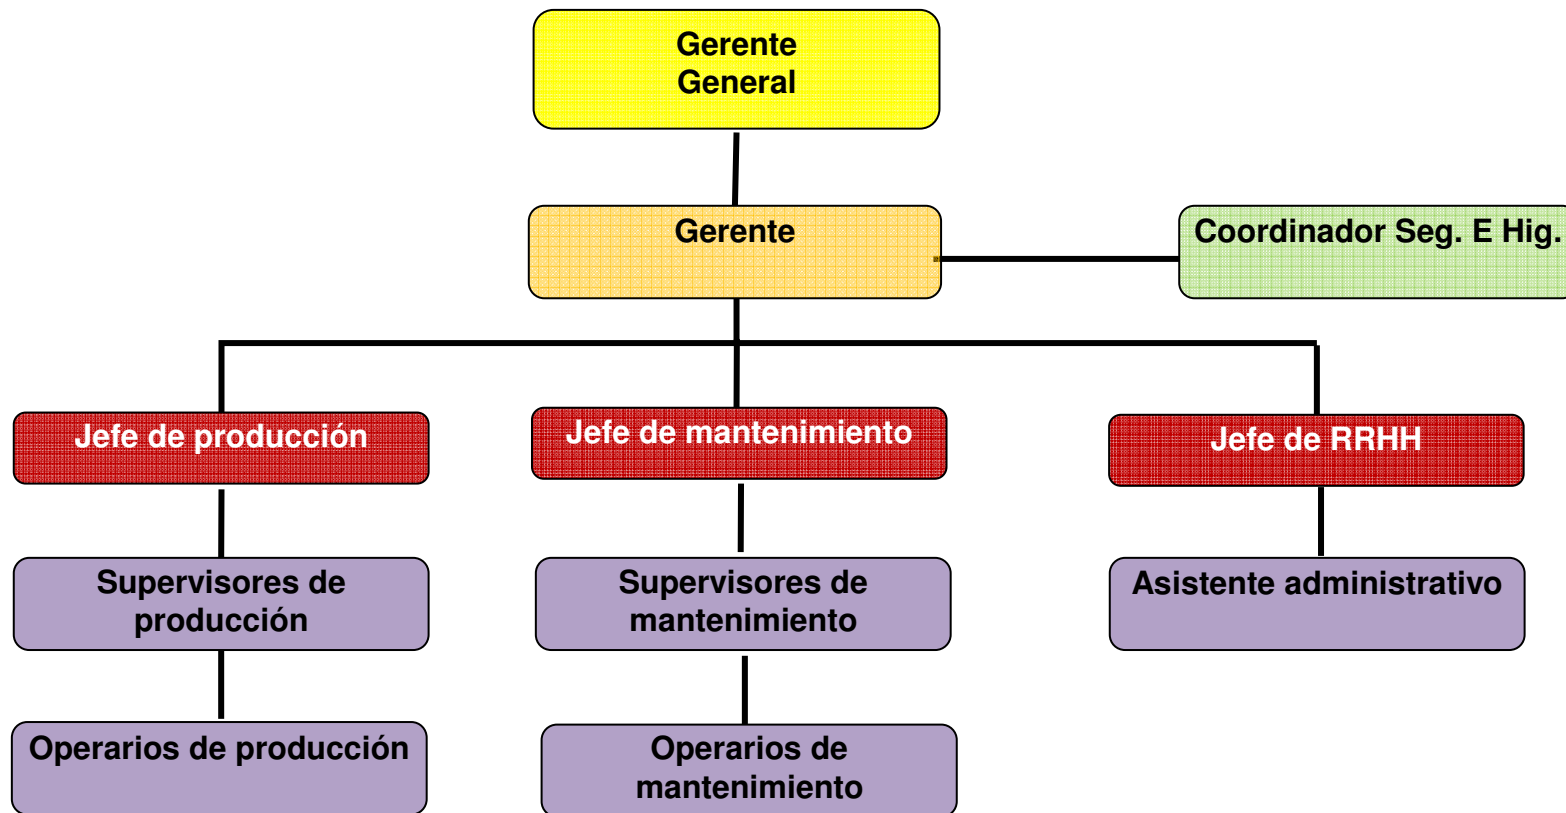 Gerente
General
Gerente
Coordinador Seg. E Hig.
Jefe de producción
Jefe de mantenimiento
Jefe de RRHH
Supervisores de
producción
Supervisores de
mantenimiento
Asistente administrativo
Operarios de producción
Operarios de
mantenimiento